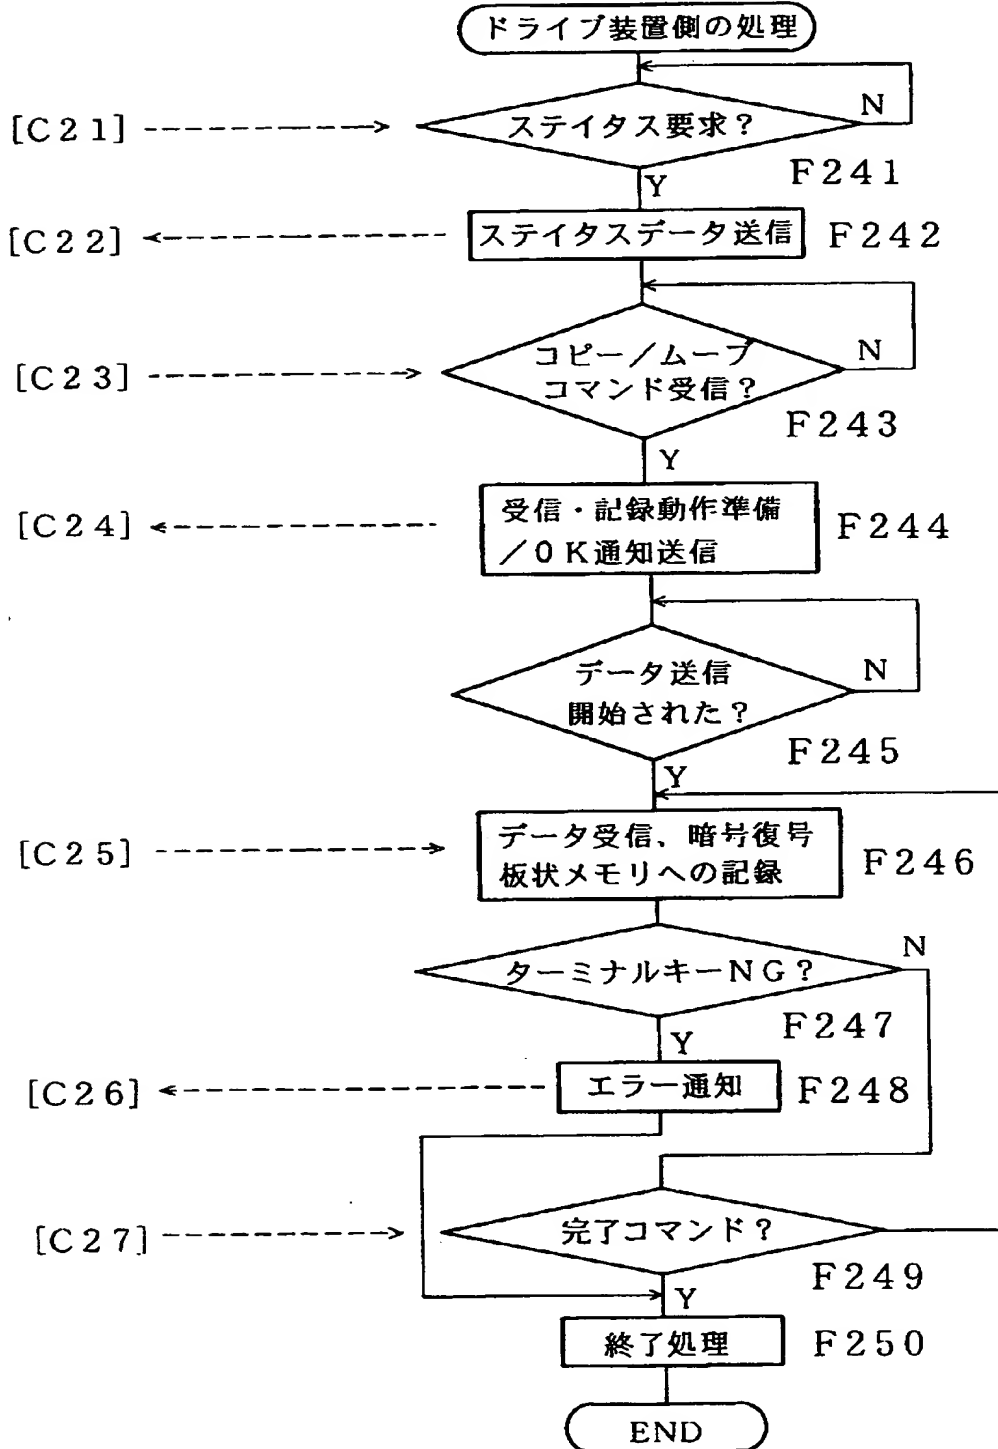 ドライブ装置側の処理
N
[C21]
ステイタス要求?
F241
Y
[C22]
ステイタスデータ送信
F242
[C23]
コピー/ムーブ
コマンド受信?
N
F243
Y
[C24]
受信・記録動作準備
/OK通知送信
F244
データ送信
開始された?
N
F245
Y
[C25]
データ受信、暗号復号
板状メモリへの記録
F246
ターミナルキーNG?
N
F247
Y
[C26]
エラー通知
F248
[C27]
完了コマンド?
F249
Y
終了処理
F250
END